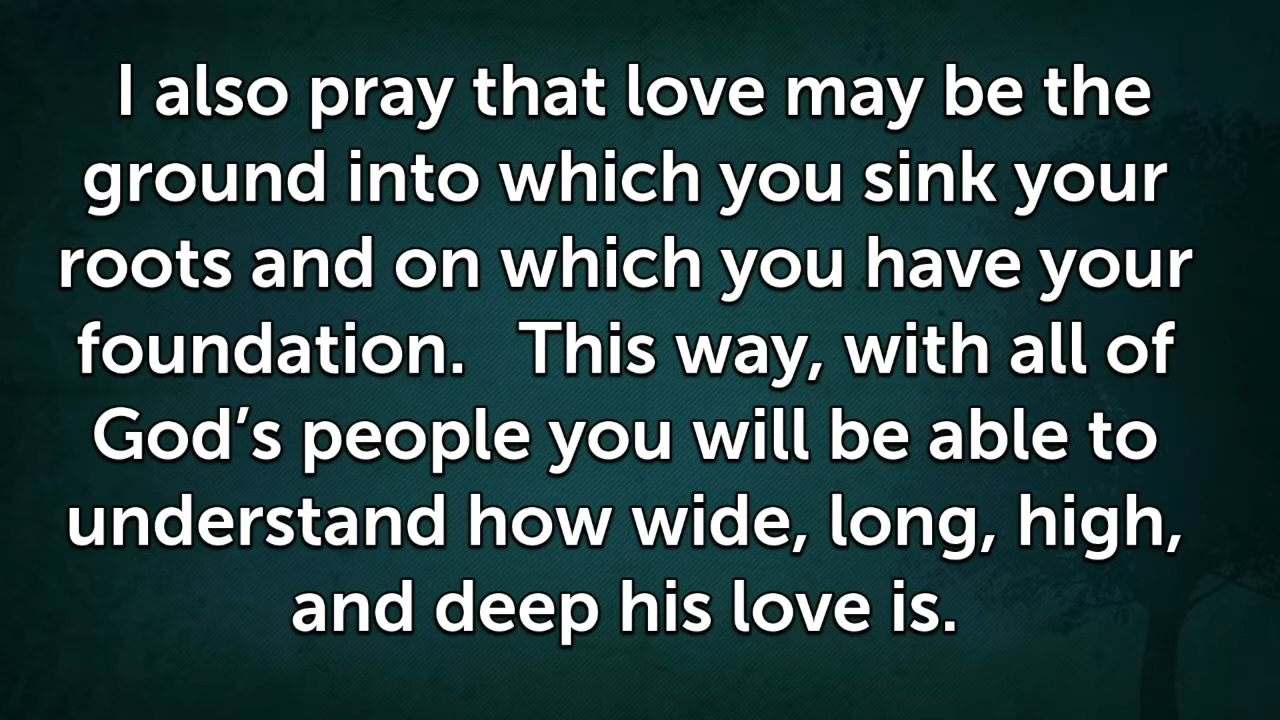 I also pray that love may be the
ground into which you sink your
roots and on which you have your
foundation.   This way, with all of
God’s people you will be able to
understand how wide, long, high,
and deep his love is.